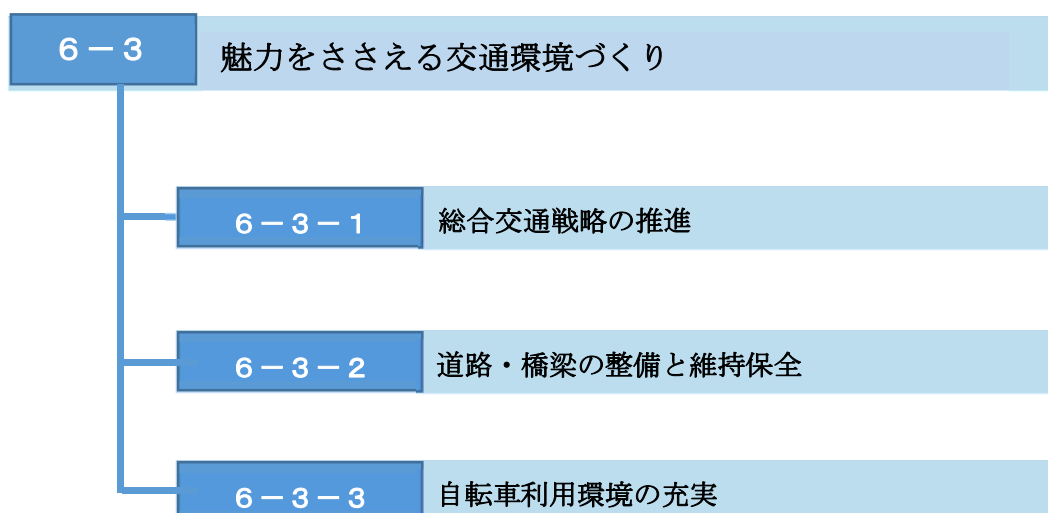 6－3 魅力をささえる交通環境づくり
6－3－1 総合交通戦略の推進
6－3－2 道路・橋梁の整備と維持保全
6－3－3 自転車利用環境の充実